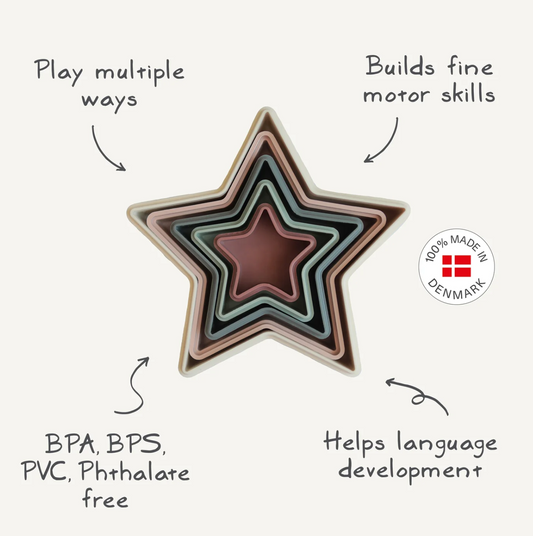 Play multiple
ways
Builds fine
motor skills
100% MADE IN
DENMARK
BPA, BPS,
PVC, Phthalate
free
Helps language
development